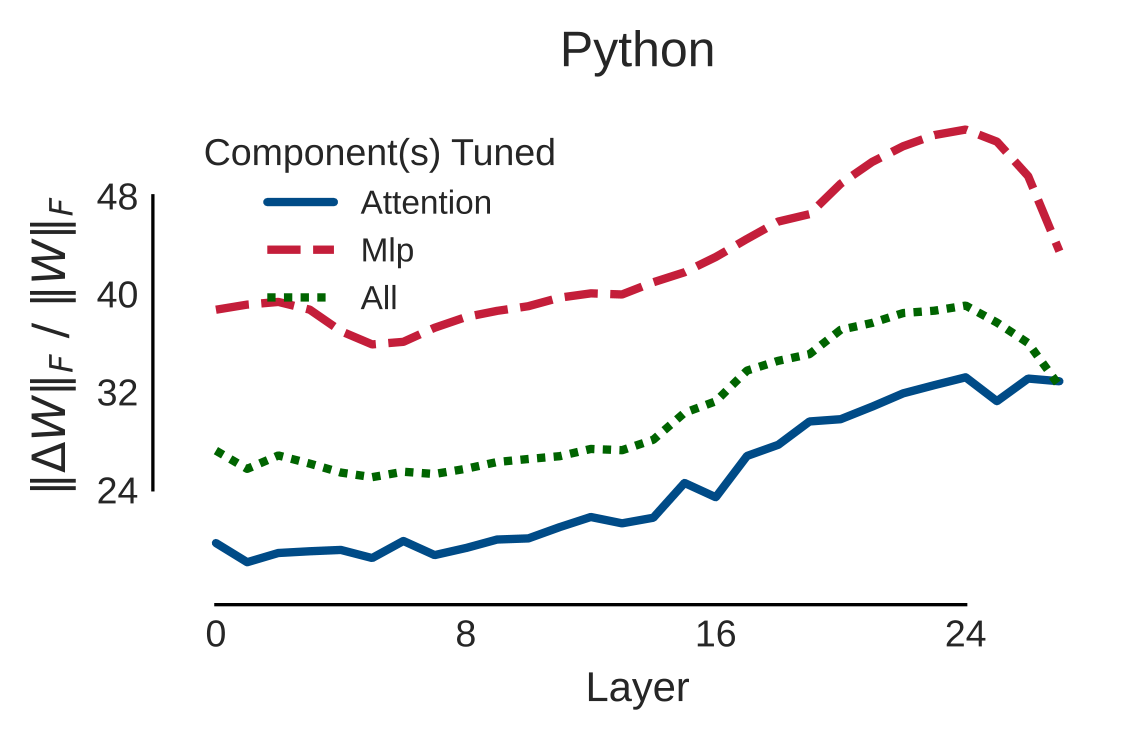 Python
Component(s) Tuned
Attention
Mlp
All
‖ΔW‖F / ‖W‖F
48
40
32
24
0 8 16 24
Layer